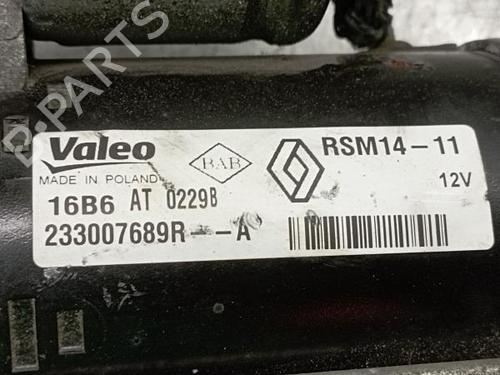 B-PARTS
Valeo
MADE IN POLAND
BAB
RSM14-11
12V
16B6 AT 0229B
233007689R--A